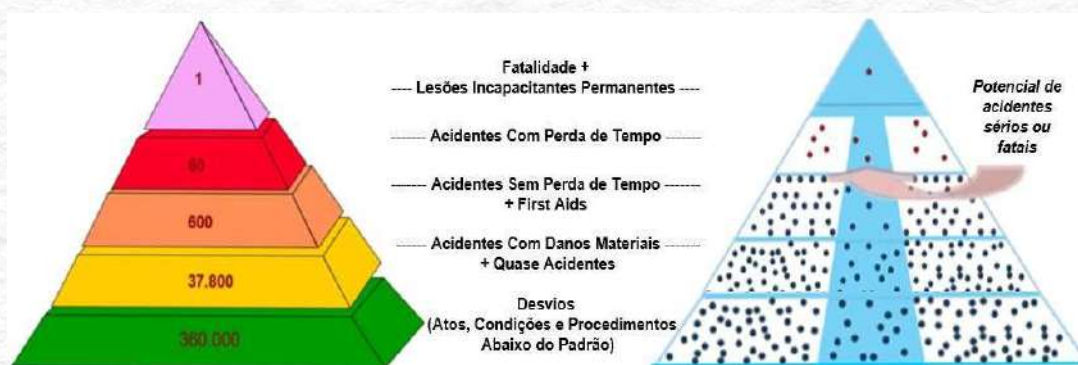 1
Fatalidade +
---- Lesões Incapacitantes Permanentes ----
Potencial de
acidentes
sérios ou
fatais
60
------- Acidentes Com Perda de Tempo -------
600
------- Acidentes Sem Perda de Tempo -------
+ First Aids
37.800
------ Acidentes Com Danos Materiais -------
+ Quase Acidentes
360.000
Desvios
(Atos, Condições e Procedimentos
Abaixo do Padrão)